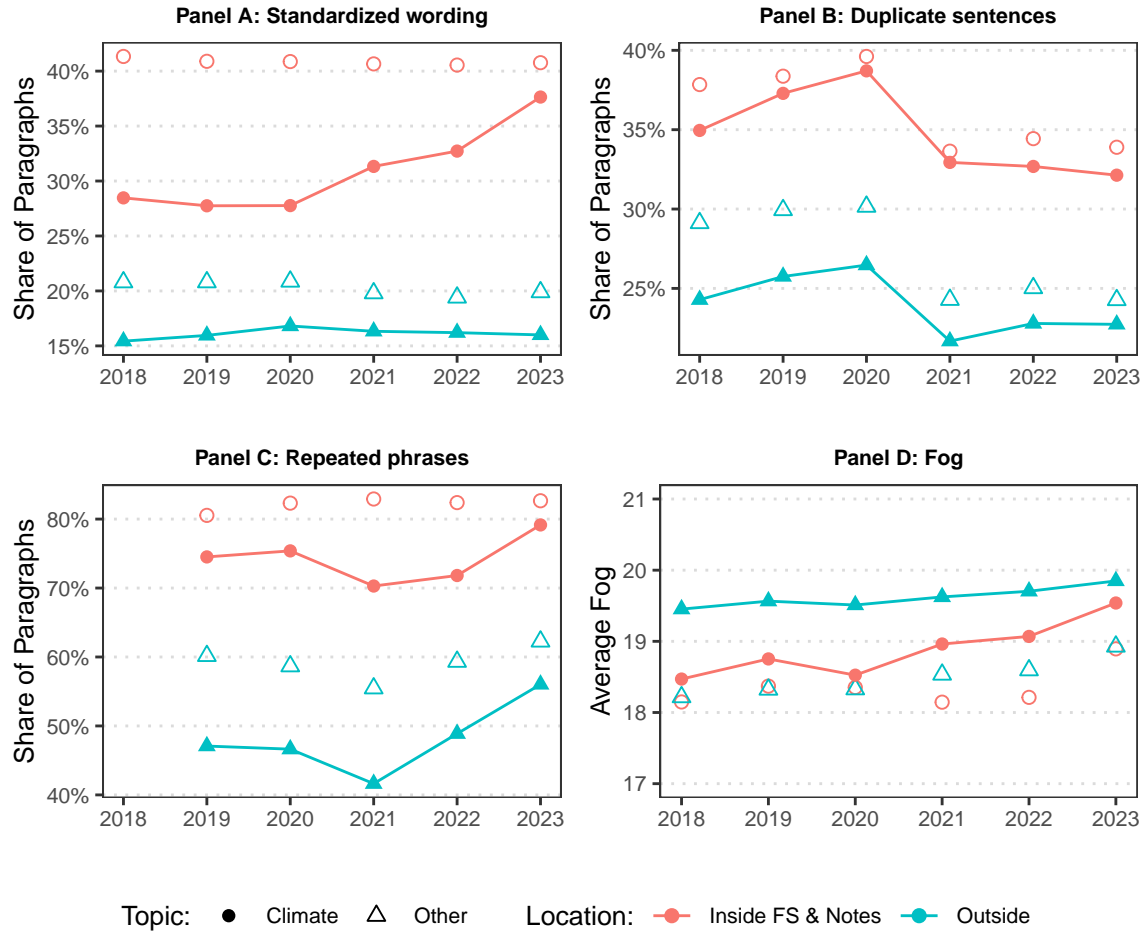 Panel A: Standardized wording
Share of Paragraphs
40%
35%
30%
25%
20%
15%
2018 2019 2020 2021 2022 2023
Panel B: Duplicate sentences
Share of Paragraphs
40%
35%
30%
25%
2018 2019 2020 2021 2022 2023
Panel C: Repeated phrases
Share of Paragraphs
80%
70%
60%
50%
40%
2018 2019 2020 2021 2022 2023
Panel D: Fog
Average Fog
21
20
19
18
17
2018 2019 2020 2021 2022 2023
Topic: Climate Other Location: Inside FS & Notes Outside